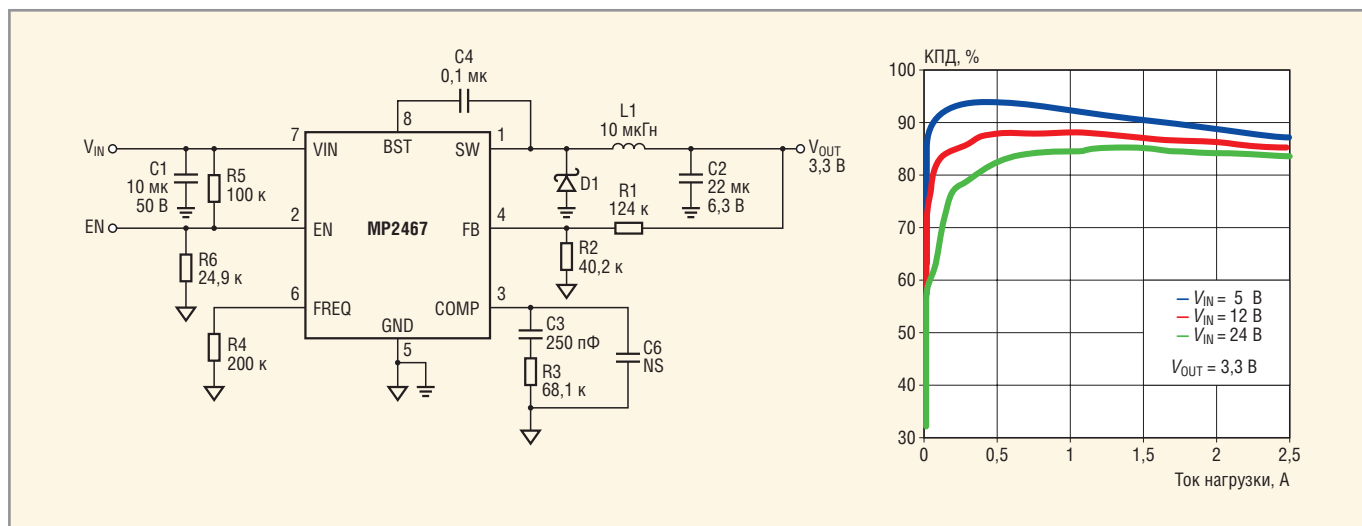 C4
0,1 мк
8
BST
V_IN
7
VIN
1
SW
L1
10 мкГн
V_OUT
3,3 В
C1
10 мк
50 В
R5
100 к
D1
C2
22 мк
6,3 В
R1
124 к
EN
2
EN
MP2467
4
FB
R6
24,9 к
R2
40,2 к
6
FREQ
COMP
3
R4
200 к
GND
5
C3
250 пФ
R3
68,1 к
C6
NS
КПД, %
100
90
80
70
60
50
40
30
V_IN = 5 В
V_IN = 12 В
V_IN = 24 В
V_OUT = 3,3 В
0
0,5
1
1,5
2
2,5
Ток нагрузки, А